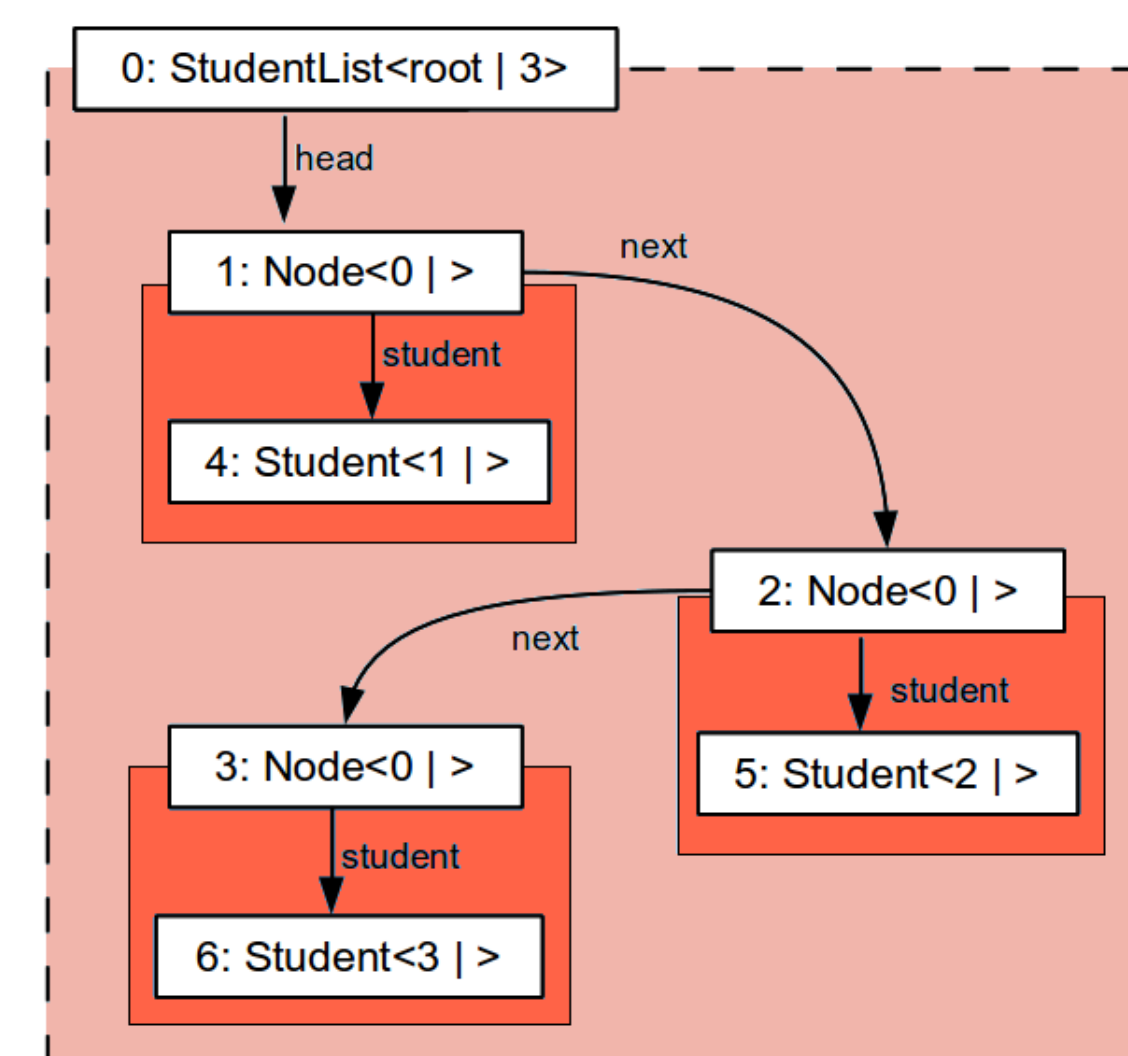 0: StudentList<root | 3>
head
1: Node<0 | >
next
student
4: Student<1 | >
2: Node<0 | >
next
student
5: Student<2 | >
3: Node<0 | >
student
6: Student<3 | >